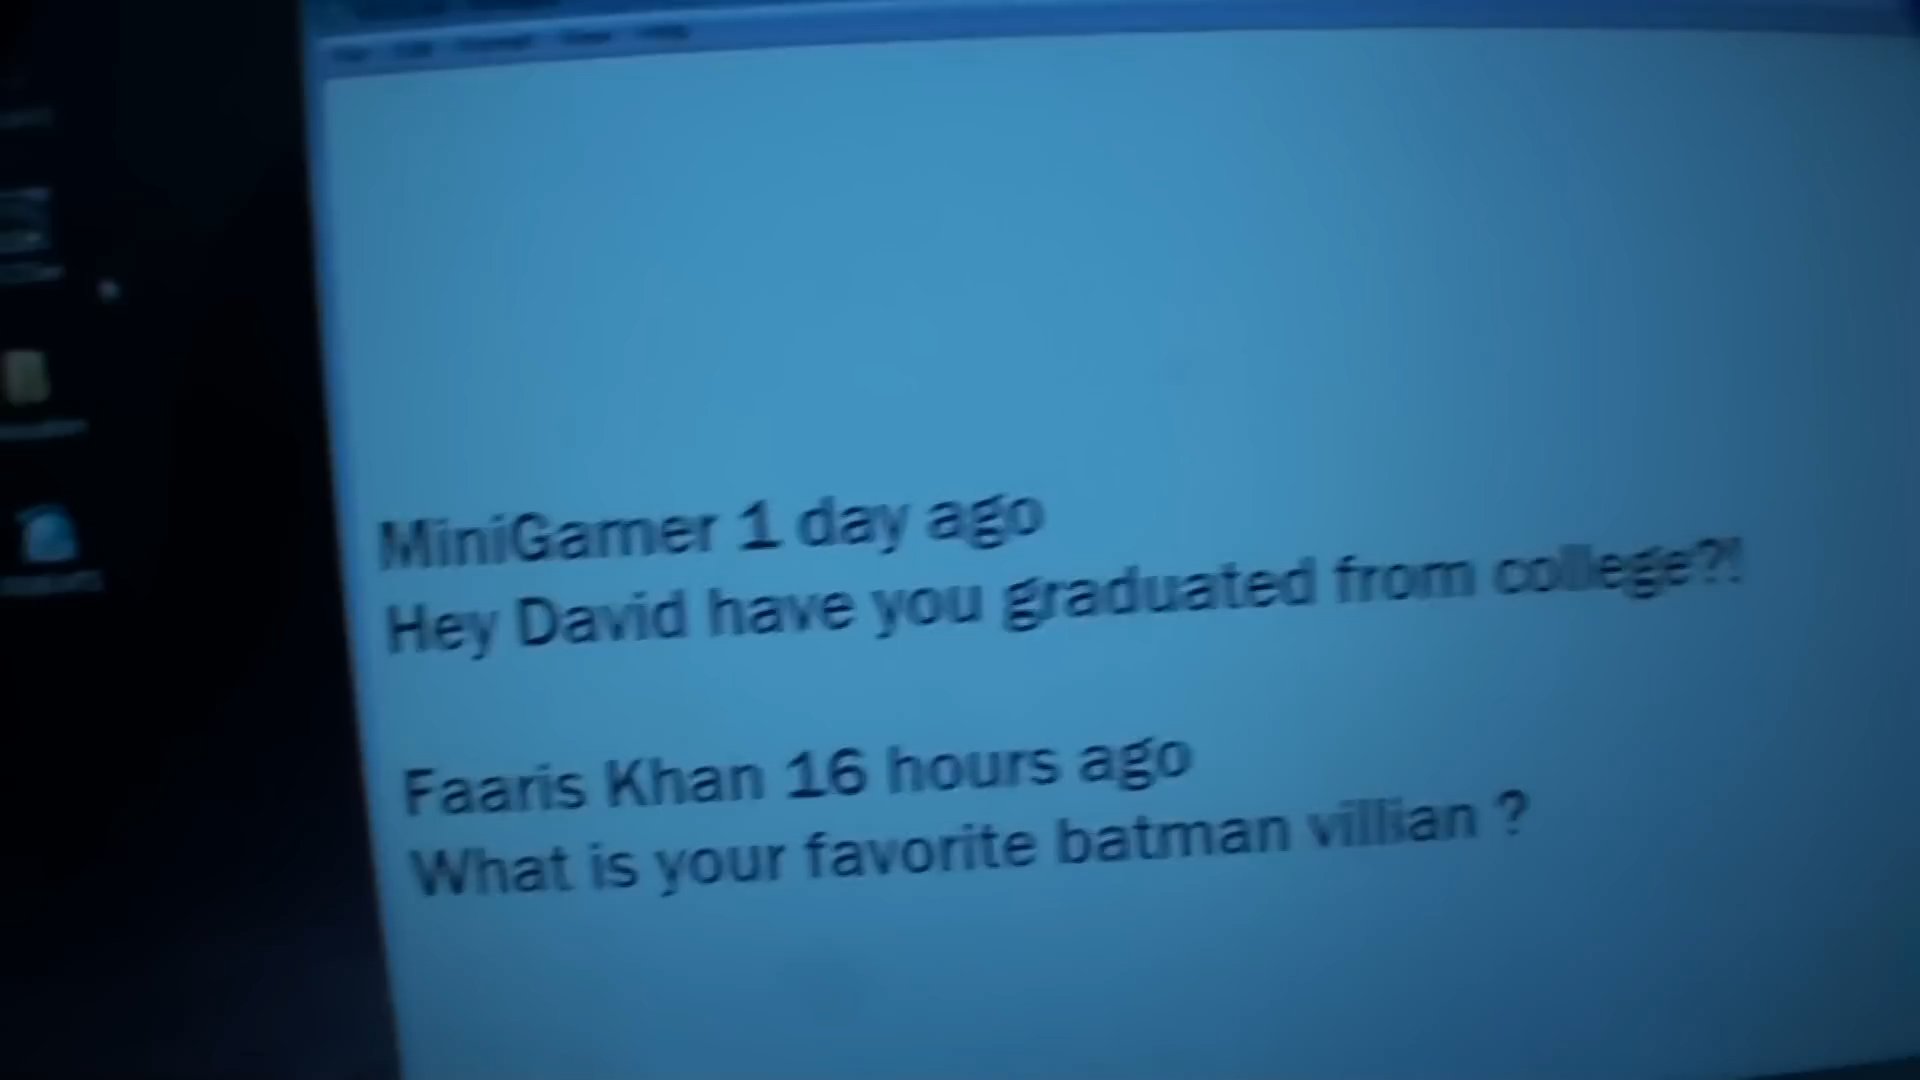 MiniGamer 1 day ago
Hey David have you graduated from college?!
Faaris Khan 16 hours ago
What is your favorite batman villian ?